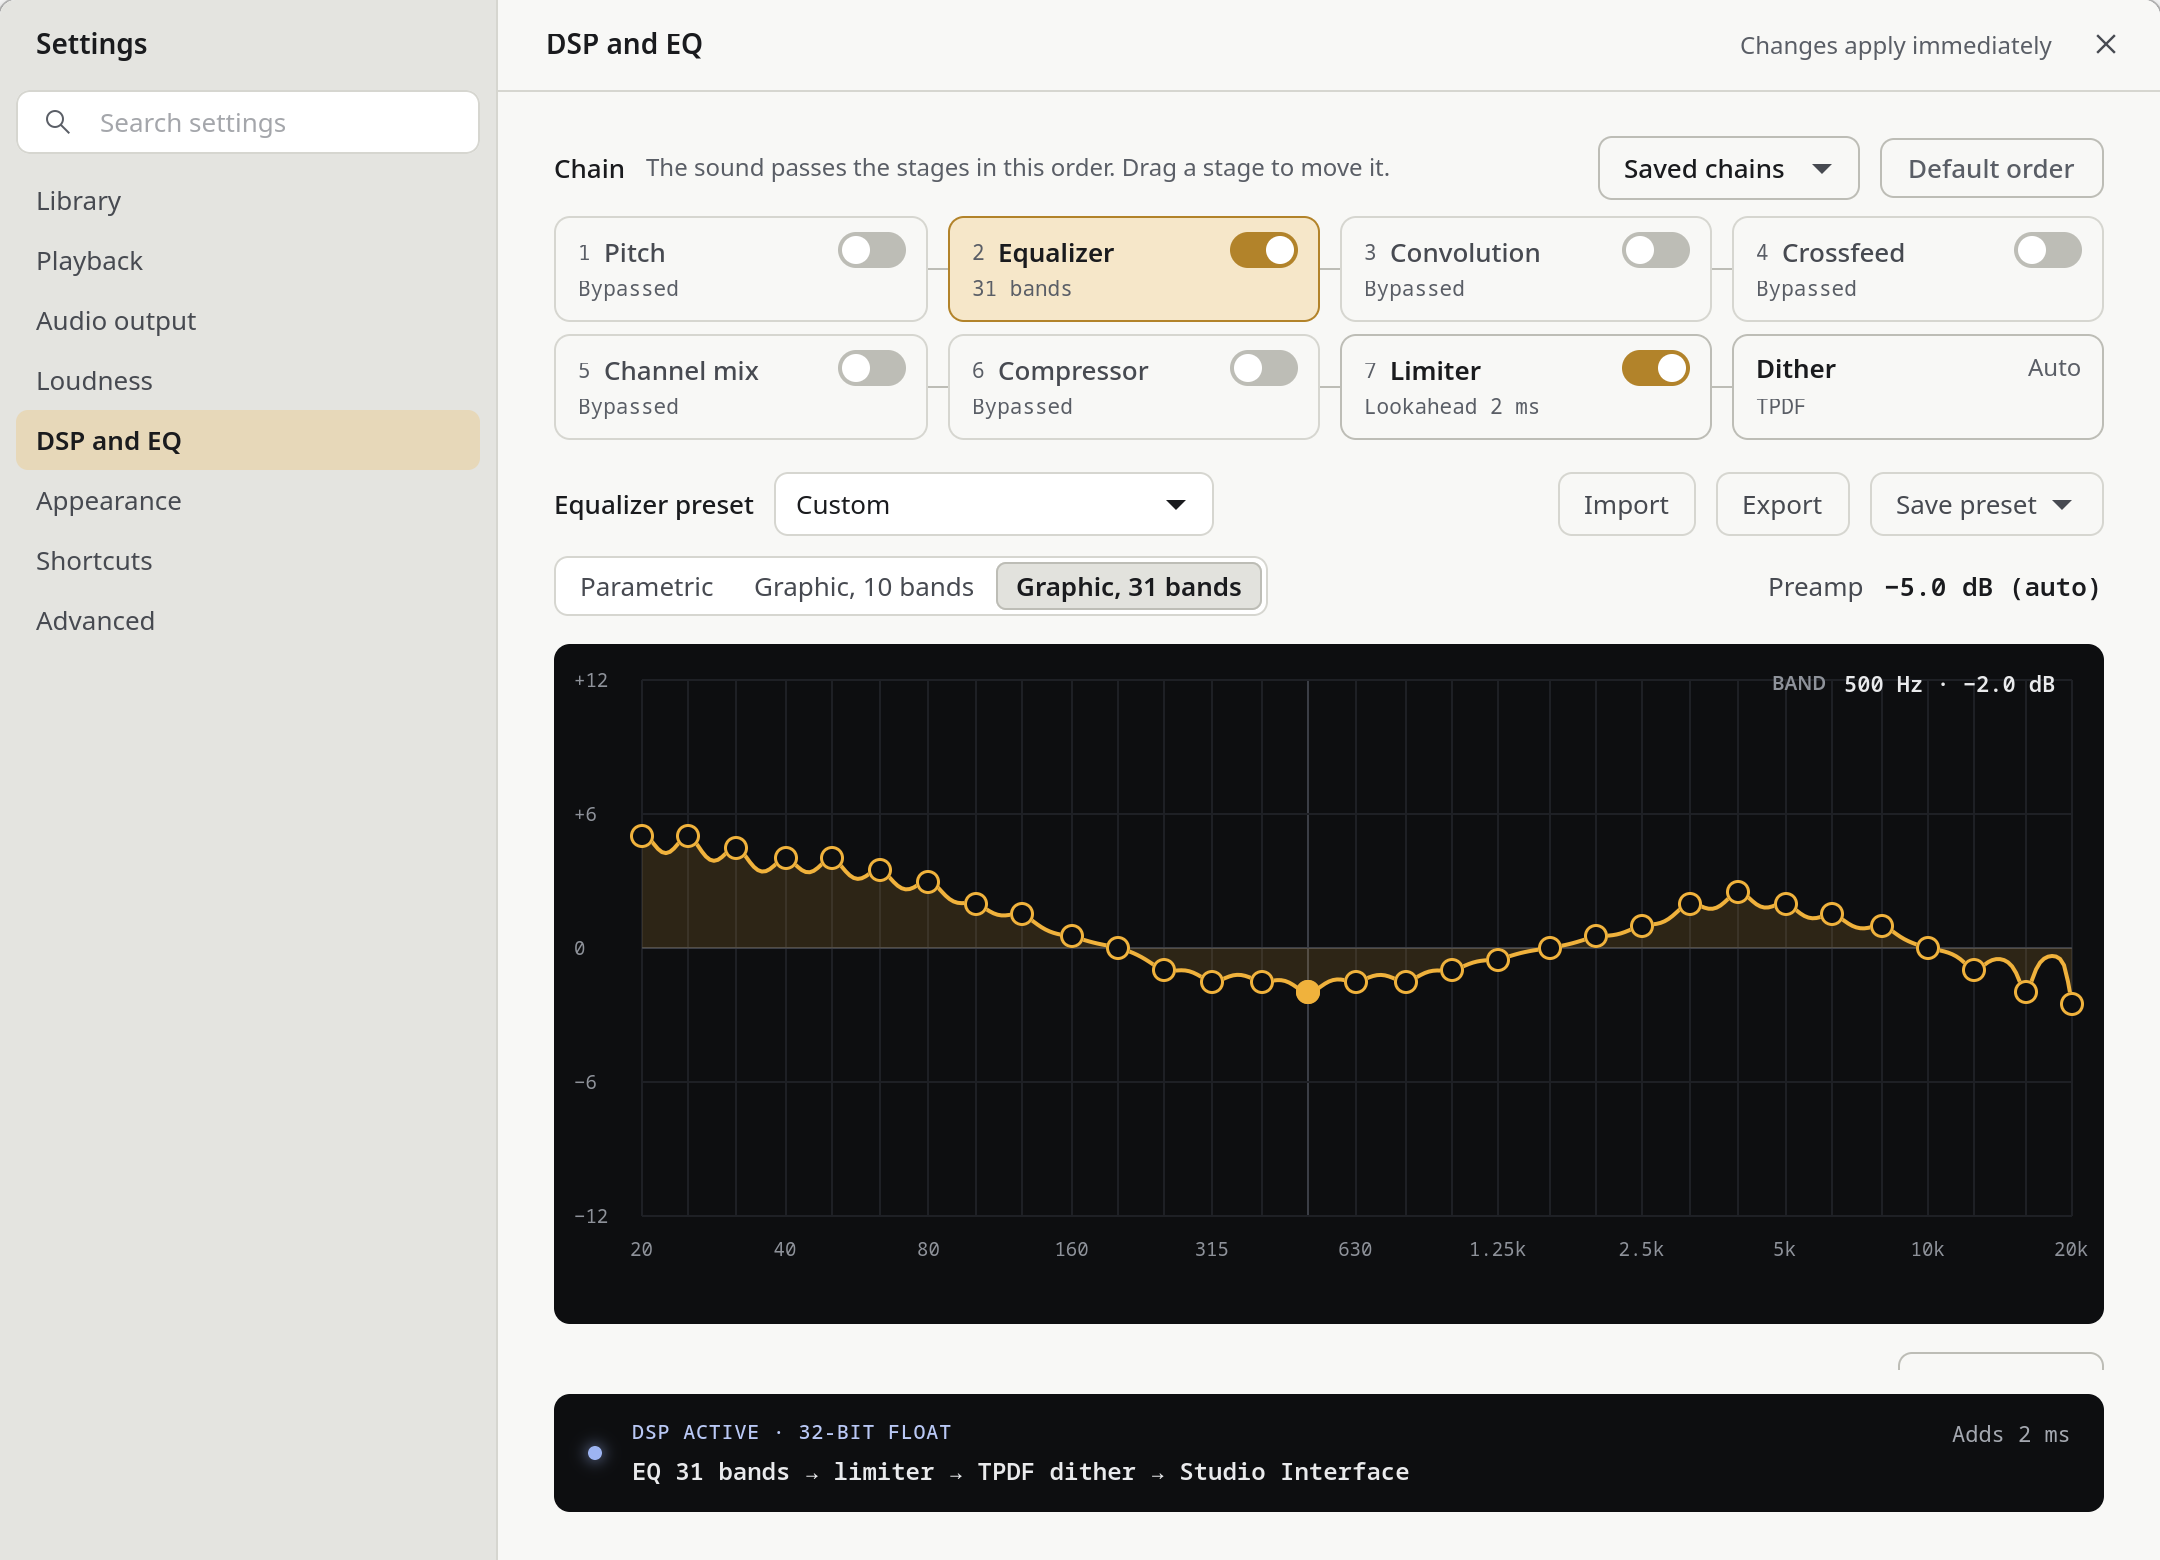 Settings
Search settings
Library
Playback
Audio output
Loudness
DSP and EQ
Appearance
Shortcuts
Advanced
DSP and EQ
Changes apply immediately
Chain The sound passes the stages in this order. Drag a stage to move it.
Saved chains
Default order
1 Pitch
Bypassed
2 Equalizer
31 bands
3 Convolution
Bypassed
4 Crossfeed
Bypassed
5 Channel mix
Bypassed
6 Compressor
Bypassed
7 Limiter
Lookahead 2 ms
Dither Auto
TPDF
Equalizer preset Custom
Import
Export
Save preset
Parametric Graphic, 10 bands Graphic, 31 bands
Preamp −5.0 dB (auto)
BAND 500 Hz · −2.0 dB
+12
+6
0
−6
−12
20 40 80 160 315 630 1.25k 2.5k 5k 10k 20k
DSP ACTIVE · 32-BIT FLOAT
Adds 2 ms
EQ 31 bands → limiter → TPDF dither → Studio Interface